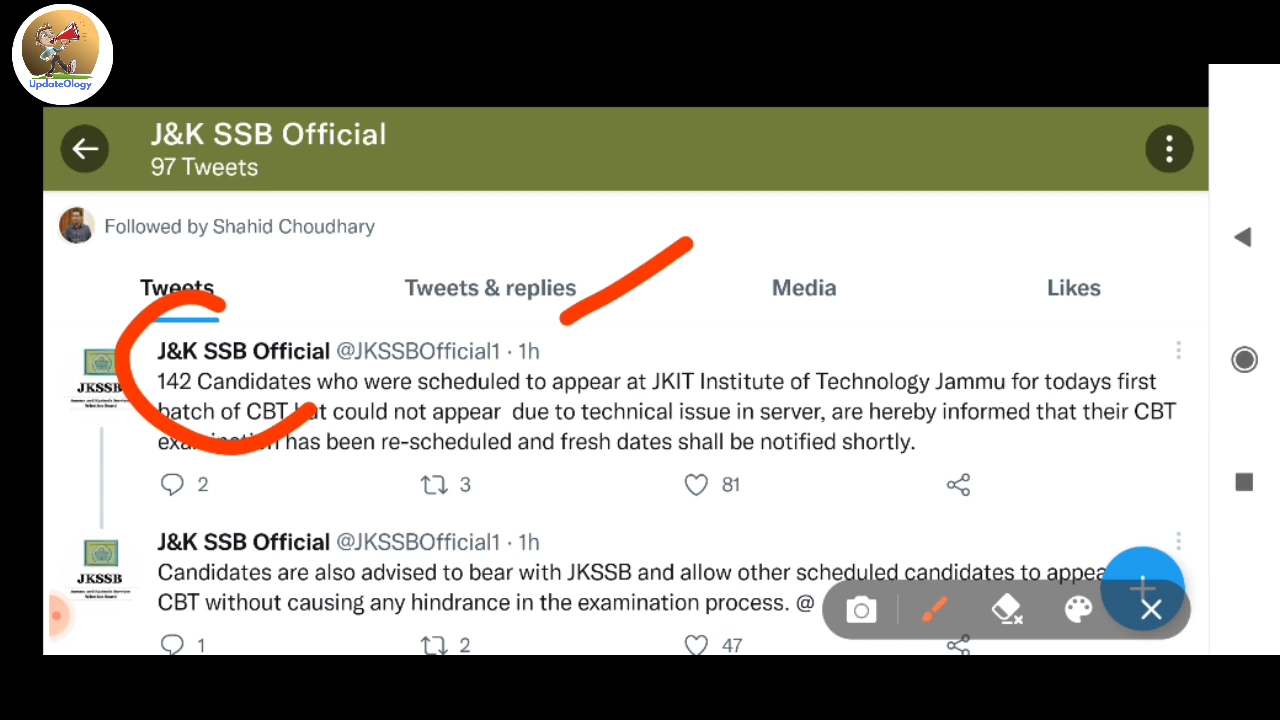 UpdateOlogy
J&K SSB Official
97 Tweets
Followed by Shahid Choudhary
Tweets Tweets & replies Media Likes
J&K SSB Official @JKSSBOfficial1 · 1h
142 Candidates who were scheduled to appear at JKIT Institute of Technology Jammu for todays first
batch of CBT but could not appear due to technical issue in server, are hereby informed that their CBT
examination has been re-scheduled and fresh dates shall be notified shortly.
JKSSB
2 3 81
J&K SSB Official @JKSSBOfficial1 · 1h
Candidates are also advised to bear with JKSSB and allow other scheduled candidates to appea
CBT without causing any hindrance in the examination process. @
JKSSB
1 2 47